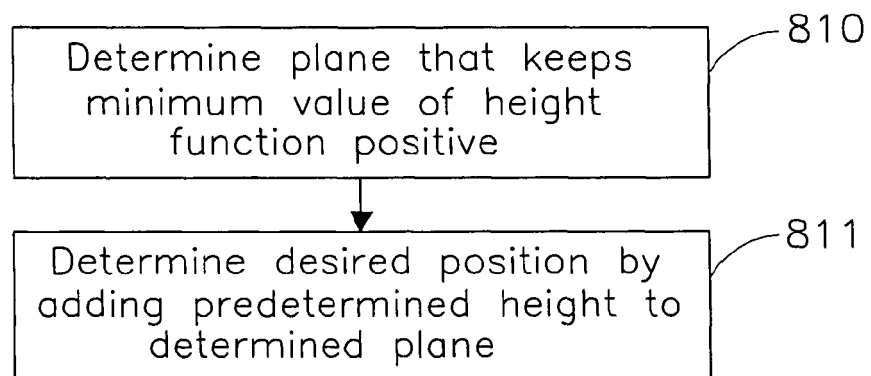 Determine plane that keeps
minimum value of height
function positive
810
Determine desired position by
adding predetermined height to
determined plane
811